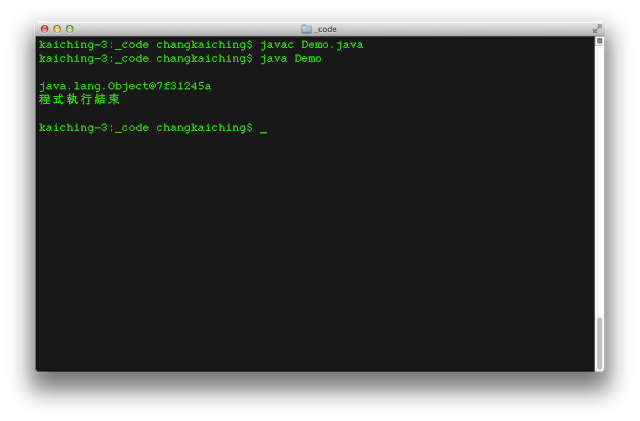 _code
kaiching-3:_code changkaiching$ javac Demo.java
kaiching-3:_code changkaiching$ java Demo
java.lang.Object@7f31245a
程式執行結束
kaiching-3:_code changkaiching$ _